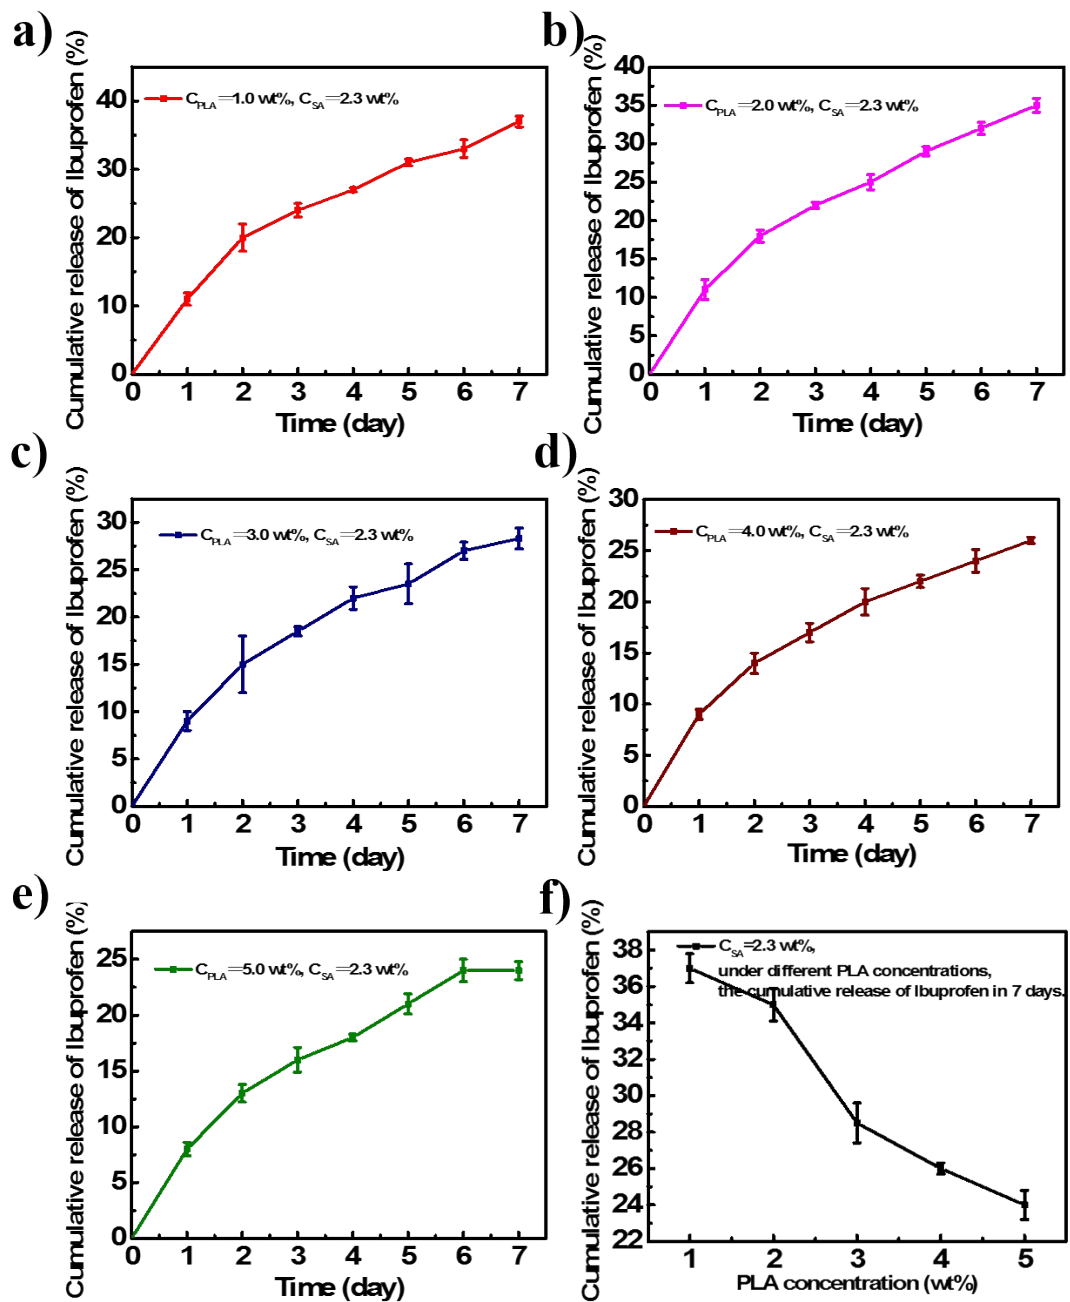 a)
Cumulative release of Ibuprofen (%)
C_PLA=1.0 wt%, C_SA=2.3 wt%
40
30
20
10
0
0 1 2 3 4 5 6 7
Time (day)
b)
Cumulative release of Ibuprofen (%)
C_PLA=2.0 wt%, C_SA=2.3 wt%
40
35
30
25
20
15
10
5
0
0 1 2 3 4 5 6 7
Time (day)
c)
Cumulative release of Ibuprofen (%)
C_PLA=3.0 wt%, C_SA=2.3 wt%
30
25
20
15
10
5
0
0 1 2 3 4 5 6 7
Time (day)
d)
Cumulative release of Ibuprofen (%)
C_PLA=4.0 wt%, C_SA=2.3 wt%
30
25
20
15
10
5
0
0 1 2 3 4 5 6 7
Time (day)
e)
Cumulative release of Ibuprofen (%)
C_PLA=5.0 wt%, C_SA=2.3 wt%
25
20
15
10
5
0
0 1 2 3 4 5 6 7
Time (day)
f)
Cumulative release of Ibuprofen (%)
C_SA=2.3 wt%,
under different PLA concentrations,
the cumulative release of Ibuprofen in 7 days.
38
36
34
32
30
28
26
24
22
1 2 3 4 5
PLA concentration (wt%)